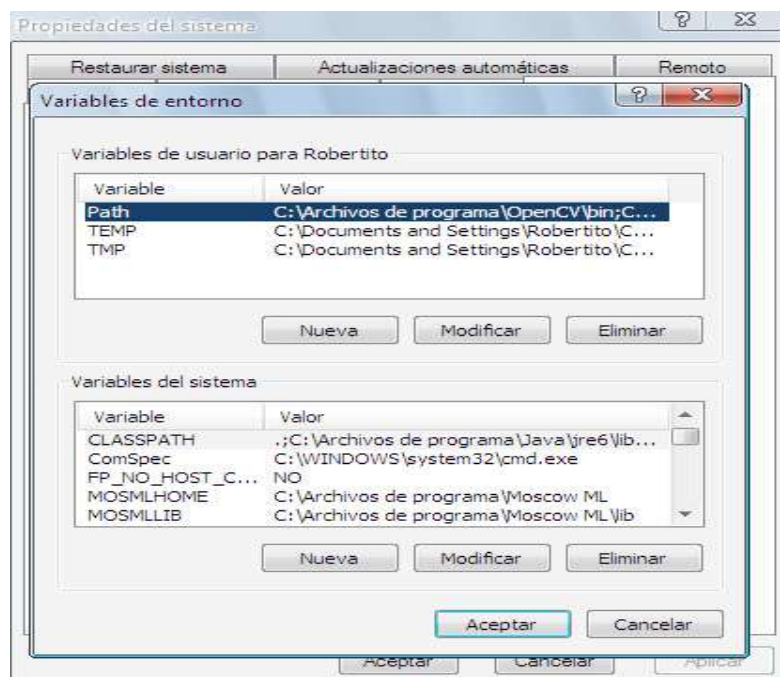 Propiedades del sistema
Restaurar sistema Actualizaciones automáticas Remoto
Variables de entorno
Variables de usuario para Robertito
Variable Valor
Path C:\Archivos de programa\OpenCV\bin;C...
TEMP C:\Documents and Settings\Robertito\C...
TMP C:\Documents and Settings\Robertito\C...
Nueva Modificar Eliminar
Variables del sistema
Variable Valor
CLASSPATH .;C:\Archivos de programa\Java\jre6\lib...
ComSpec C:\WINDOWS\system32\cmd.exe
FP_NO_HOST_C... NO
MOSMLHOME C:\Archivos de programa\Moscow ML
MOSMLLIB C:\Archivos de programa\Moscow ML\lib
Nueva Modificar Eliminar
Aceptar Cancelar
Aceptar Cancelar Aplicar